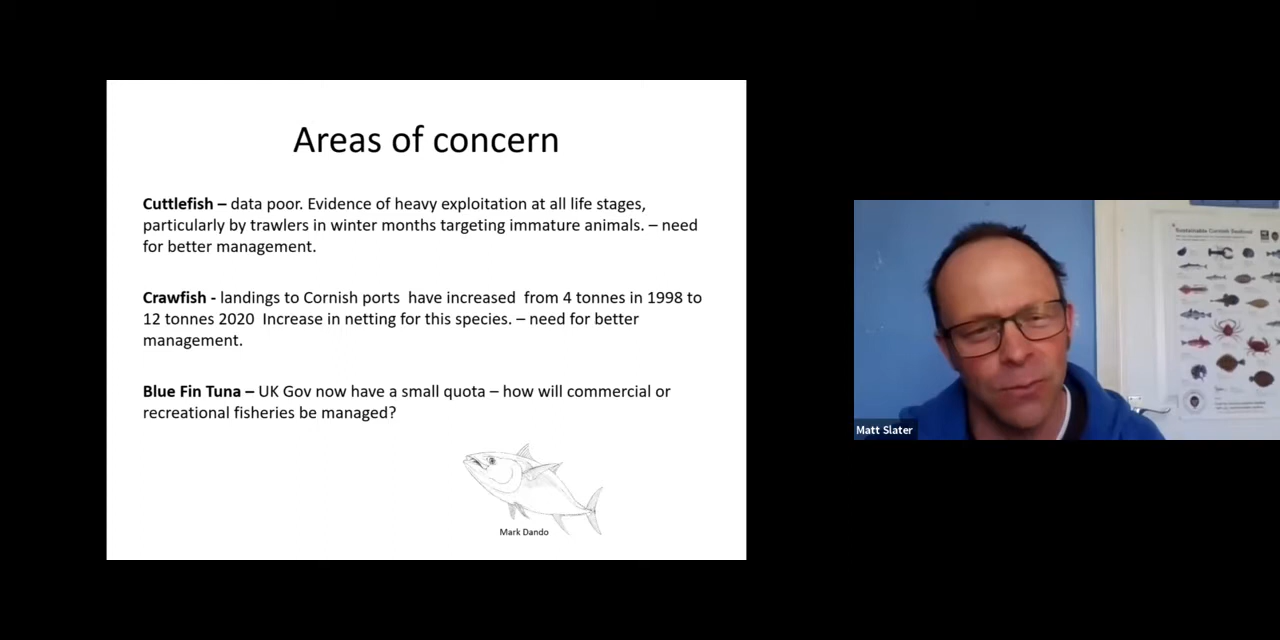 Areas of concern
Cuttlefish – data poor. Evidence of heavy exploitation at all life stages,
particularly by trawlers in winter months targeting immature animals. – need
for better management.
Crawfish - landings to Cornish ports  have increased  from 4 tonnes in 1998 to
12 tonnes 2020  Increase in netting for this species. – need for better
management.
Blue Fin Tuna – UK Gov now have a small quota – how will commercial or
recreational fisheries be managed?
Mark Dando
Sustainable Cornish Seafood
Matt Slater